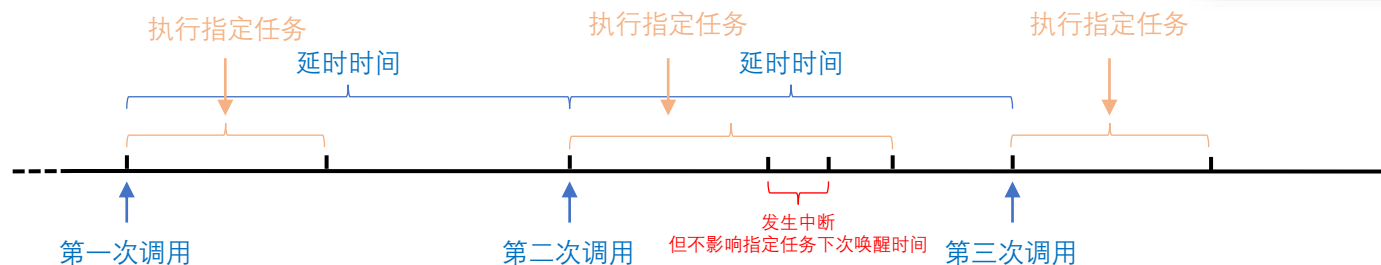 执行指定任务
执行指定任务
执行指定任务
延时时间
延时时间
发生中断
但不影响指定任务下次唤醒时间
第一次调用
第二次调用
第三次调用